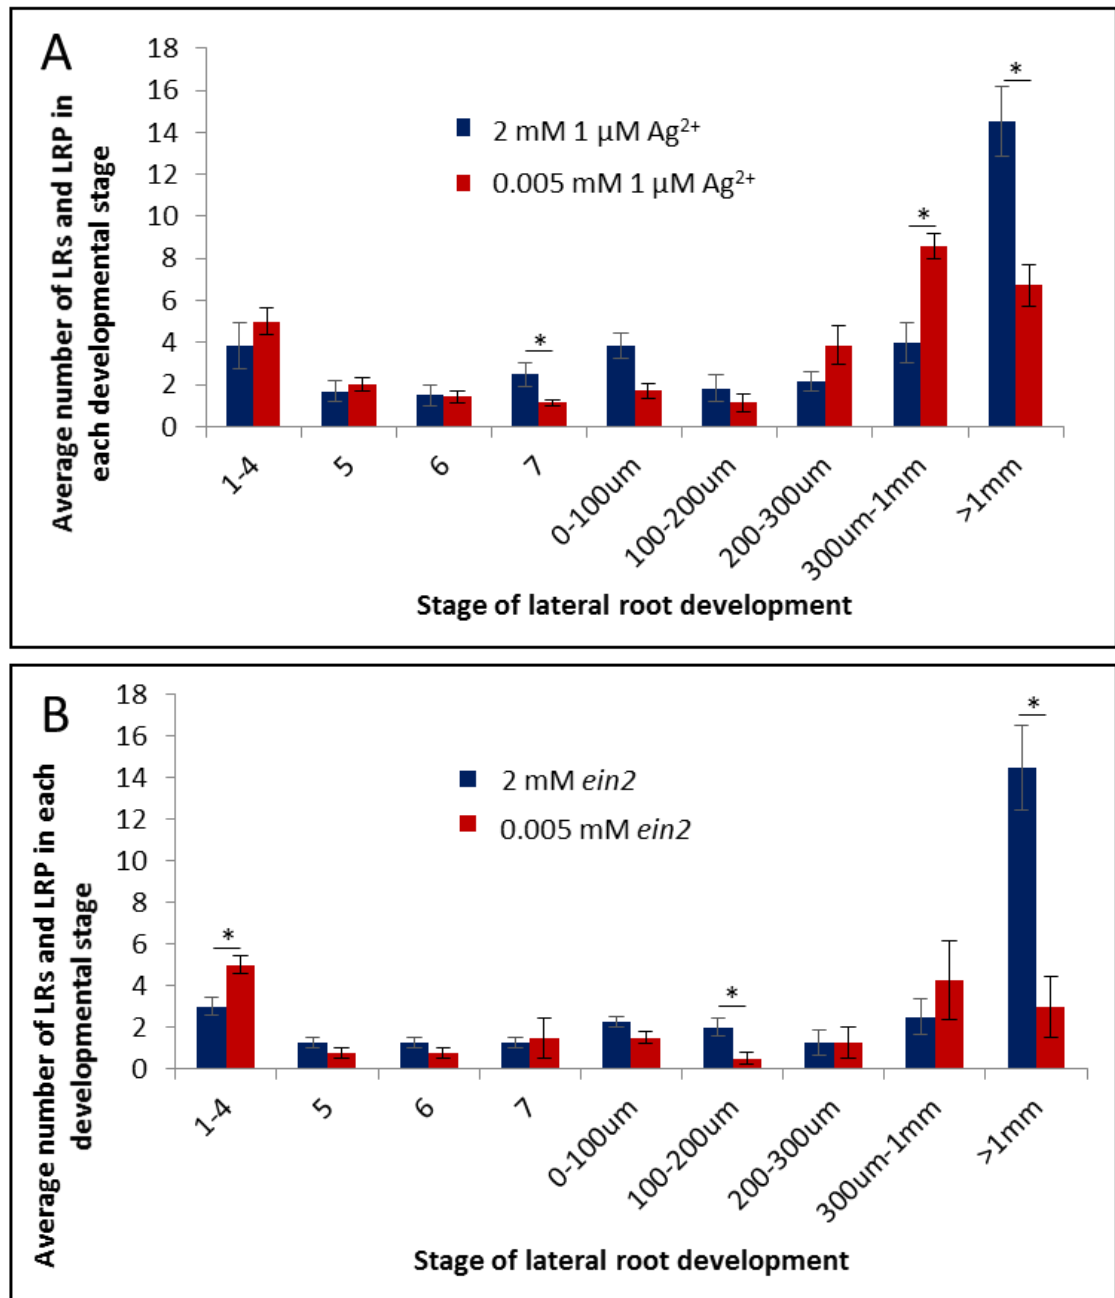 A
Average number of LRs and LRP in
each developmental stage
18
16
14
12
10
8
6
4
2
0
2 mM 1 µM Ag²⁺
0.005 mM 1 µM Ag²⁺
*
*
*
1-4
5
6
7
0-100um
100-200um
200-300um
300um-1mm
>1mm
Stage of lateral root development
B
Average number of LRs and LRP in each
developmental stage
18
16
14
12
10
8
6
4
2
0
2 mM ein2
0.005 mM ein2
*
*
*
1-4
5
6
7
0-100um
100-200um
200-300um
300um-1mm
>1mm
Stage of lateral root development